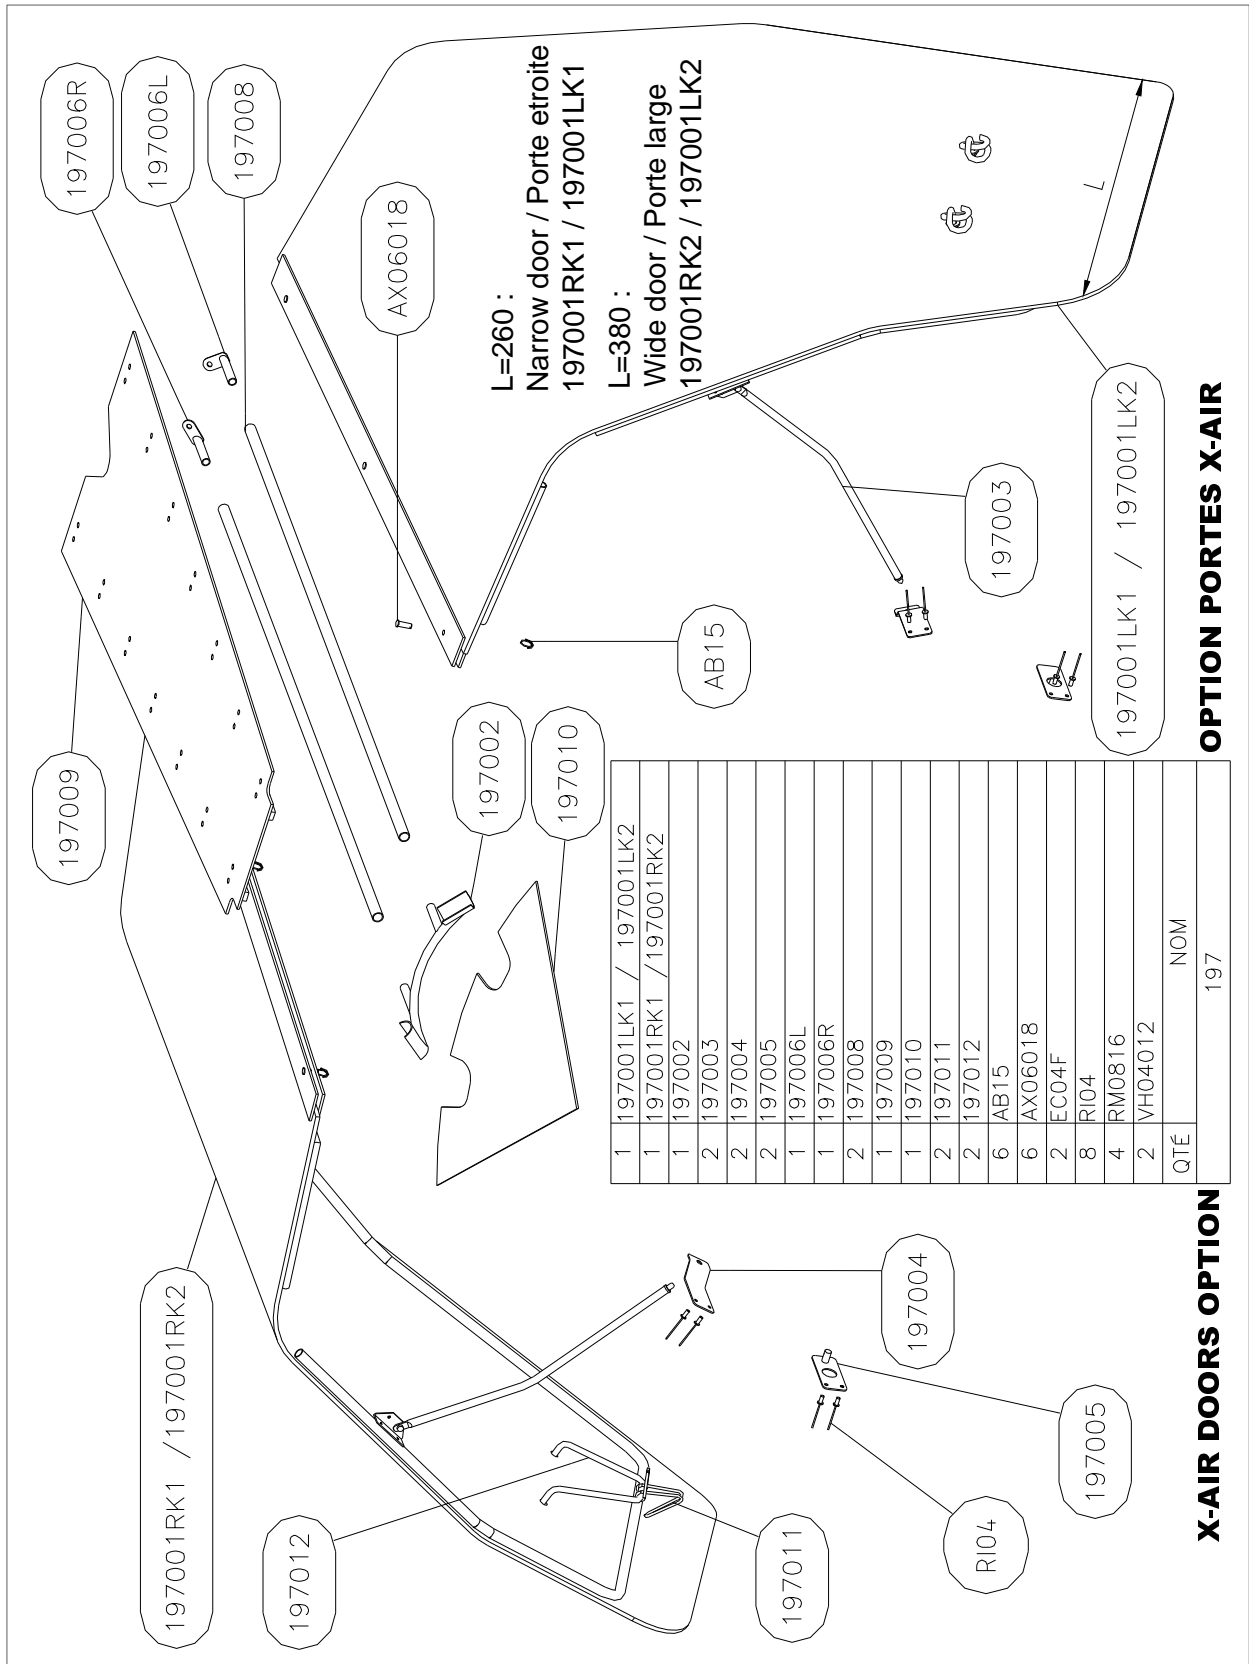 197001RK1 / 197001RK2
197009
197006R
197006L
197008
AX06018
L=260 :
Narrow door / Porte etroite
197001RK1 / 197001LK1
L=380 :
Wide door / Porte large
197001RK2 / 197001LK2
197012
197002
197010
AB15
197003
L
197011
197004
197005
RI04
197001LK1 / 197001LK2
1 197001LK1 / 197001LK2
1 197001RK1 /197001RK2
1 197002
2 197003
2 197004
2 197005
1 197006L
1 197006R
2 197008
1 197009
1 197010
2 197011
2 197012
6 AB15
6 AX06018
2 EC04F
8 RI04
4 RM0816
2 VH04012
QTÉ NOM
197
X-AIR DOORS OPTION
OPTION PORTES X-AIR